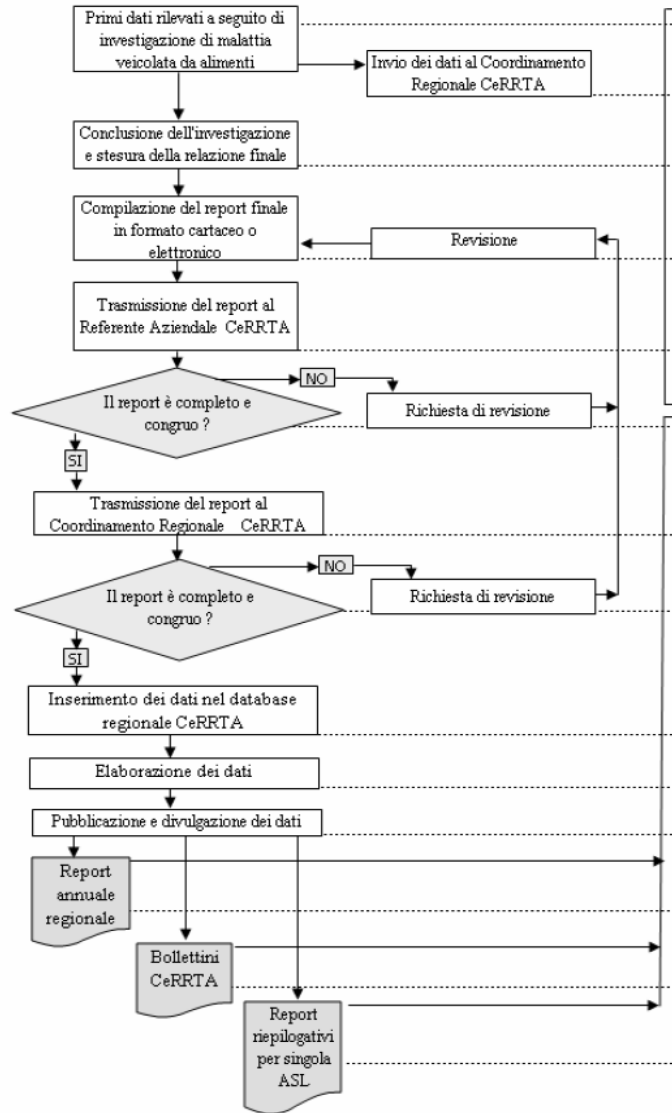 Primi dati rilevati a seguito di
investigazione di malattia
veicolata da alimenti
Invio dei dati al Coordinamento
Regionale CeRRTA
Conclusione dell'investigazione
e stesura della relazione finale
Compilazione del report finale
in formato cartaceo o
elettronico
Revisione
Trasmissione del report al
Referente Aziendale CeRRTA
NO
Il report è completo e
congruo ?
Richiesta di revisione
SI
Trasmissione del report al
Coordinamento Regionale CeRRTA
NO
Il report è completo e
congruo ?
Richiesta di revisione
SI
Inserimento dei dati nel database
regionale CeRRTA
Elaborazione dei dati
Pubblicazione e divulgazione dei dati
Report
annuale
regionale
Bollettini
CeRRTA
Report
riepilogativi
per singola
ASL